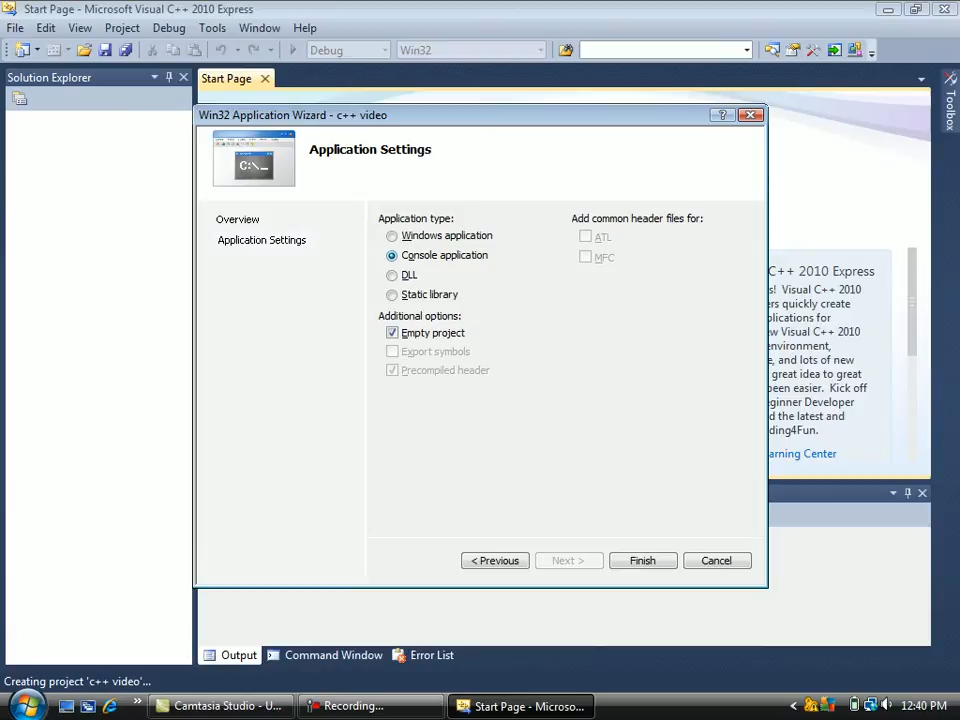 Start Page - Microsoft Visual C++ 2010 Express
File Edit View Project Debug Tools Window Help
Debug Win32
Solution Explorer
Start Page
Toolbox
Win32 Application Wizard - c++ video
C:\_
Application Settings
Overview
Application Settings
Application type:
Windows application
Console application
DLL
Static library
Additional options:
Empty project
Export symbols
Precompiled header
Add common header files for:
ATL
MFC
C++ 2010 Express
s! Visual C++ 2010
ers quickly create
plications for
ew Visual C++ 2010
environment,
e, and lots of new
great idea to great
been easier. Kick off
eginner Developer
d the latest and
ding4Fun.
arning Center
< Previous Next > Finish Cancel
Output Command Window Error List
Creating project 'c++ video'...
Camtasia Studio - U... Recording... Start Page - Microso... 12:40 PM